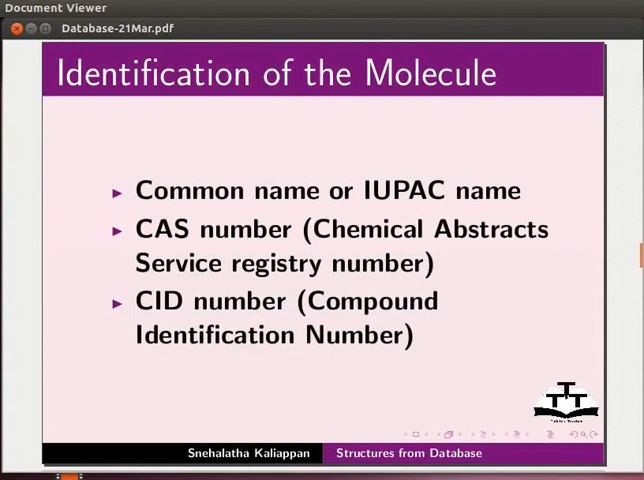 Document Viewer
Database-21Mar.pdf
Identification of the Molecule
Common name or IUPAC name
CAS number (Chemical Abstracts
Service registry number)
CID number (Compound
Identification Number)
Snehalatha Kaliappan
Structures from Database